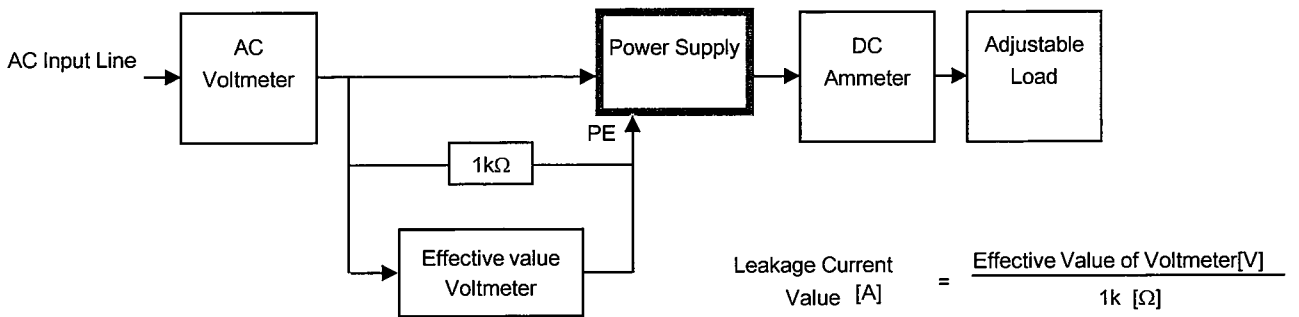 AC Input Line
AC
Voltmeter
Power Supply
DC
Ammeter
Adjustable
Load
PE
1kΩ
Effective value
Voltmeter
Leakage Current
Value [A]
=
Effective Value of Voltmeter[V]
1k [Ω]